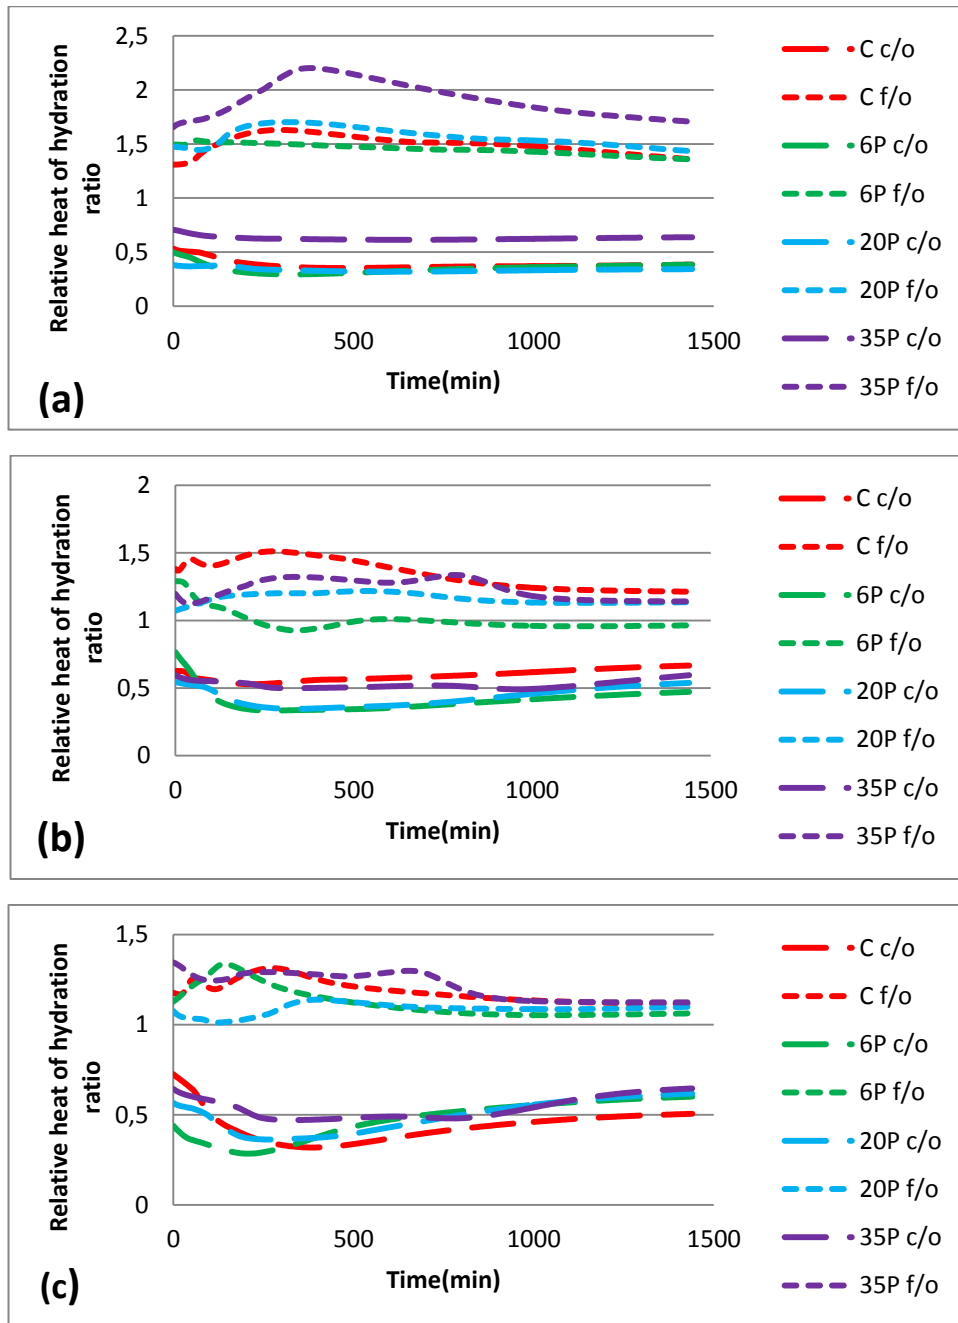 2,5
2
1,5
1
0,5
0
0 500 1000 1500
Relative heat of hydration
ratio
Time(min)
(a)
C c/o
C f/o
6P c/o
6P f/o
20P c/o
20P f/o
35P c/o
35P f/o
2
1,5
1
0,5
0
0 500 1000 1500
Relative heat of hydration
ratio
Time(min)
(b)
C c/o
C f/o
6P c/o
6P f/o
20P c/o
20P f/o
35P c/o
35P f/o
1,5
1
0,5
0
0 500 1000 1500
Relative heat of hydration
ratio
Time(min)
(c)
C c/o
C f/o
6P c/o
6P f/o
20P c/o
20P f/o
35P c/o
35P f/o